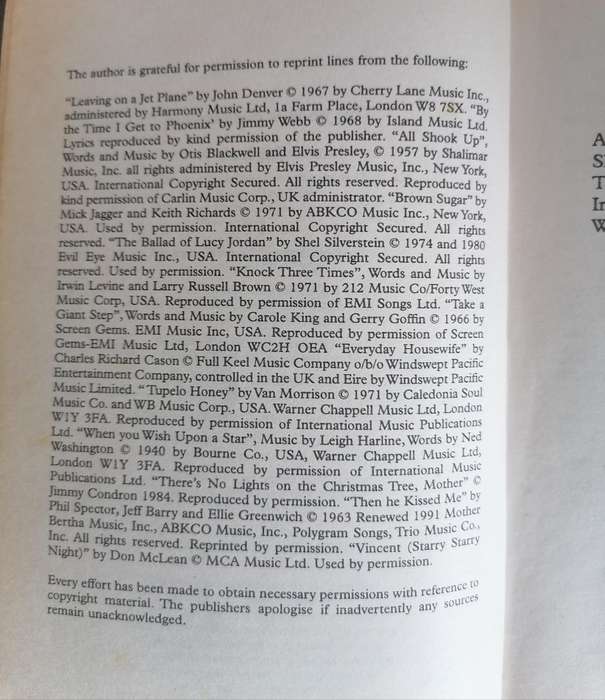 The author is grateful for permission to reprint lines from the following:
“Leaving on a Jet Plane” by John Denver © 1967 by Cherry Lane Music Inc.,
administered by Harmony Music Ltd, 1a Farm Place, London W8 7SX. “By
the Time I Get to Phoenix’ by Jimmy Webb © 1968 by Island Music Ltd.
Lyrics reproduced by kind permission of the publisher. “All Shook Up”,
Words and Music by Otis Blackwell and Elvis Presley, © 1957 by Shalimar
Music, Inc. all rights administered by Elvis Presley Music, Inc., New York,
USA. International Copyright Secured. All rights reserved. Reproduced by
kind permission of Carlin Music Corp., UK administrator. “Brown Sugar” by
Mick Jagger and Keith Richards © 1971 by ABKCO Music Inc., New York,
USA. Used by permission. International Copyright Secured. All rights
reserved. “The Ballad of Lucy Jordan” by Shel Silverstein © 1974 and 1980
Evil Eye Music Inc., USA. International Copyright Secured. All rights
reserved. Used by permission. “Knock Three Times”, Words and Music by
Irwin Levine and Larry Russell Brown © 1971 by 212 Music Co/Forty West
Music Corp, USA. Reproduced by permission of EMI Songs Ltd. “Take a
Giant Step”, Words and Music by Carole King and Gerry Goffin © 1966 by
Screen Gems. EMI Music Inc, USA. Reproduced by permission of Screen
Gems-EMI Music Ltd, London WC2H OEA “Everyday Housewife” by
Charles Richard Cason © Full Keel Music Company o/b/o Windswept Pacific
Entertainment Company, controlled in the UK and Eire by Windswept Pacific
Music Limited. “Tupelo Honey” by Van Morrison © 1971 by Caledonia Soul
Music Co. and WB Music Corp., USA. Warner Chappell Music Ltd, London
W1Y 3FA. Reproduced by permission of International Music Publications
Ltd. “When you Wish Upon a Star”, Music by Leigh Harline, Words by Ned
Washington © 1940 by Bourne Co., USA, Warner Chappell Music Ltd,
London W1Y 3FA. Reproduced by permission of International Music
Publications Ltd. “There’s No Lights on the Christmas Tree, Mother” ©
Jimmy Condron 1984. Reproduced by permission. “Then he Kissed Me” by
Phil Spector, Jeff Barry and Ellie Greenwich © 1963 Renewed 1991 Mother
Bertha Music, Inc., ABKCO Music, Inc., Polygram Songs, Trio Music Co.,
Inc. All rights reserved. Reprinted by permission. “Vincent (Starry Starry
Night)” by Don McLean © MCA Music Ltd. Used by permission.
Every effort has been made to obtain necessary permissions with reference to
copyright material. The publishers apologise if inadvertently any sources
remain unacknowledged.